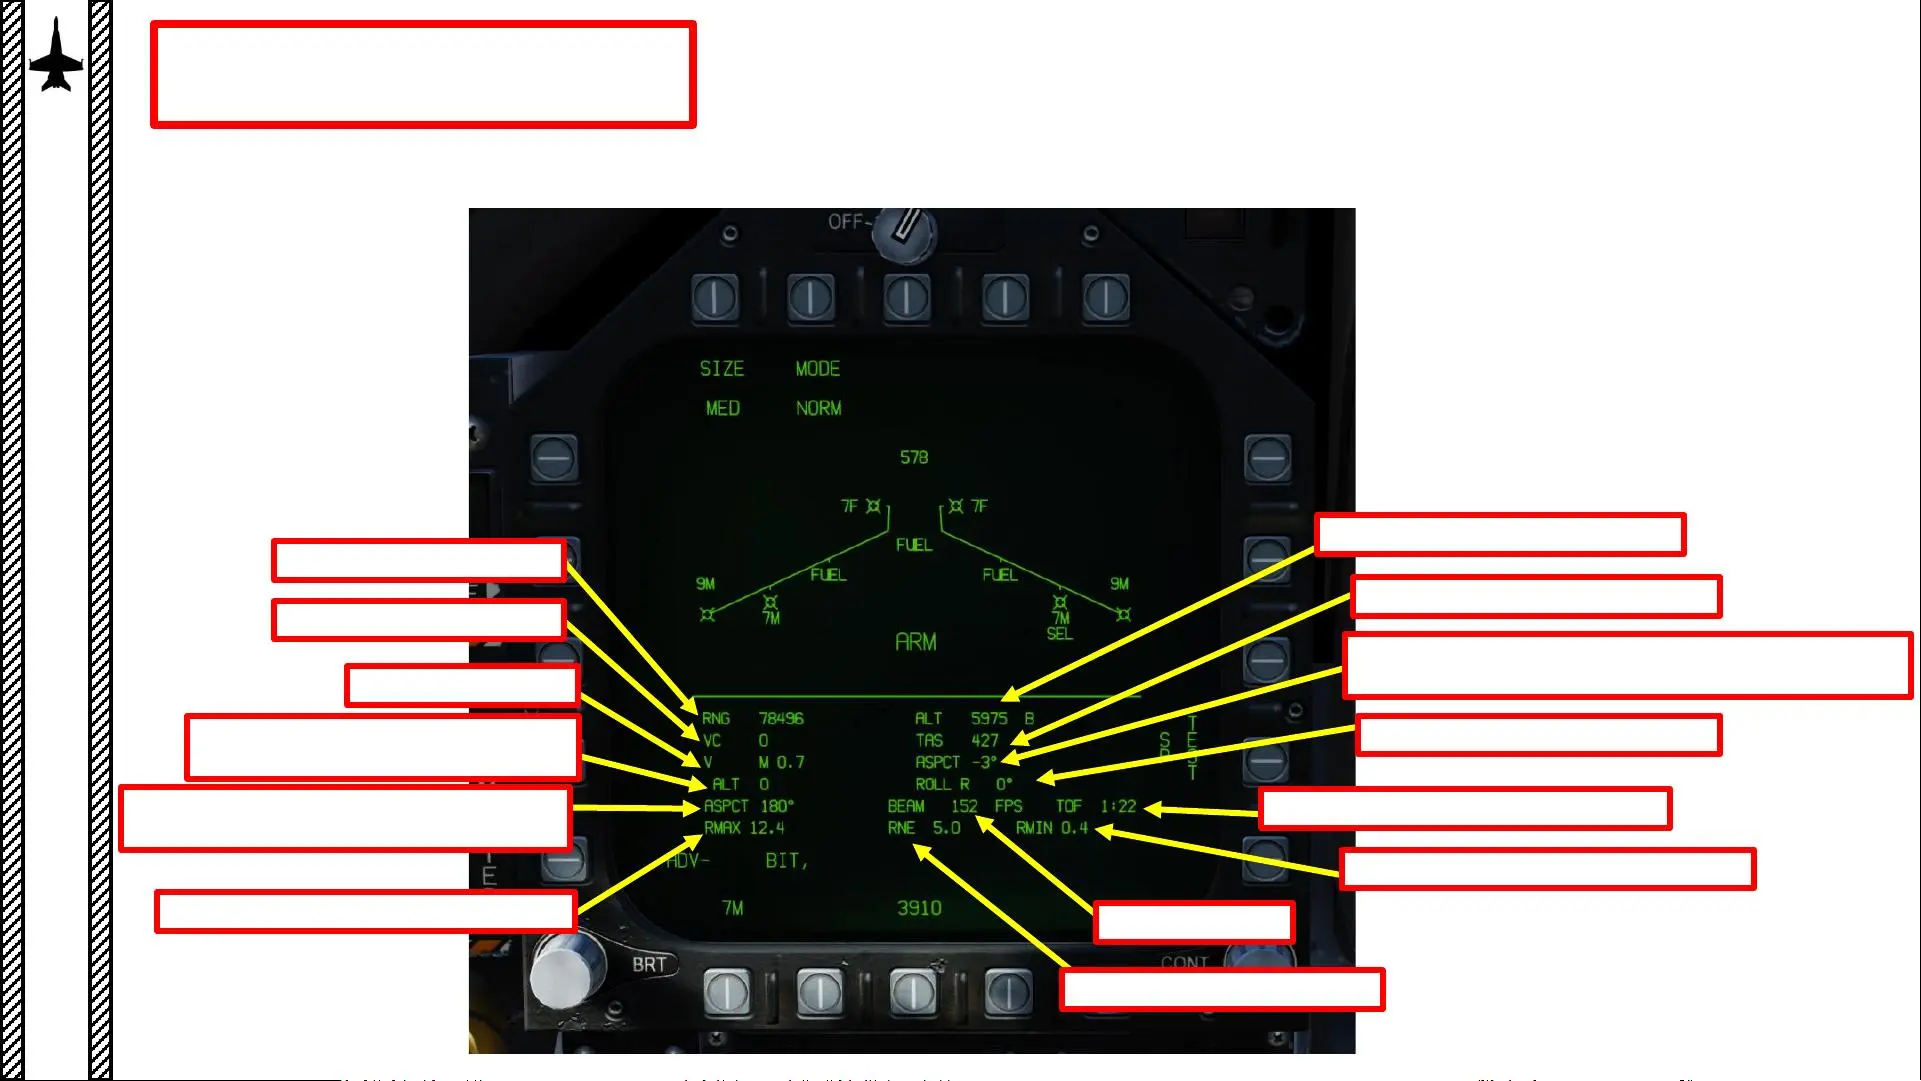 OFF-
SIZE MODE
MED NORM
578
7F 7F
FUEL
FUEL FUEL
9M 9M
7M 7M
SEL
ARM
RNG 78496 ALT 5975 B
VC 0 TAS 427
V M 0.7 ASPCT -3°
ALT 0 ROLL R 0°
ASPCT 180° BEAM 152 FPS TOF 1:22
RMAX 12.4 RNE 5.0 RMIN 0.4
TEST
ADV- BIT,
7M 3910
BRT CONT